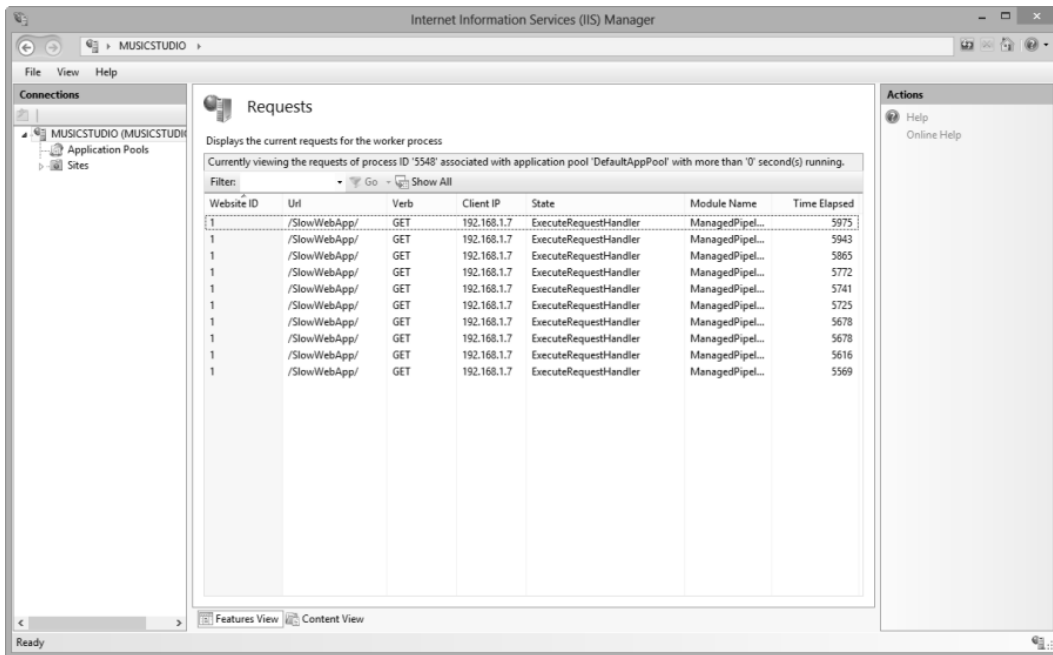 Internet Information Services (IIS) Manager
MUSICSTUDIO
File View Help
Connections
MUSICSTUDIO (MUSICSTUDIO
Application Pools
Sites
Requests
Displays the current requests for the worker process
Currently viewing the requests of process ID '5548' associated with application pool 'DefaultAppPool' with more than '0' second(s) running.
Filter: Go Show All
Website ID Url Verb Client IP State Module Name Time Elapsed
1 /SlowWebApp/ GET 192.168.1.7 ExecuteRequestHandler ManagedPipel... 5975
1 /SlowWebApp/ GET 192.168.1.7 ExecuteRequestHandler ManagedPipel... 5943
1 /SlowWebApp/ GET 192.168.1.7 ExecuteRequestHandler ManagedPipel... 5865
1 /SlowWebApp/ GET 192.168.1.7 ExecuteRequestHandler ManagedPipel... 5772
1 /SlowWebApp/ GET 192.168.1.7 ExecuteRequestHandler ManagedPipel... 5741
1 /SlowWebApp/ GET 192.168.1.7 ExecuteRequestHandler ManagedPipel... 5725
1 /SlowWebApp/ GET 192.168.1.7 ExecuteRequestHandler ManagedPipel... 5678
1 /SlowWebApp/ GET 192.168.1.7 ExecuteRequestHandler ManagedPipel... 5678
1 /SlowWebApp/ GET 192.168.1.7 ExecuteRequestHandler ManagedPipel... 5616
1 /SlowWebApp/ GET 192.168.1.7 ExecuteRequestHandler ManagedPipel... 5569
Features View Content View
Actions
Help
Online Help
Ready